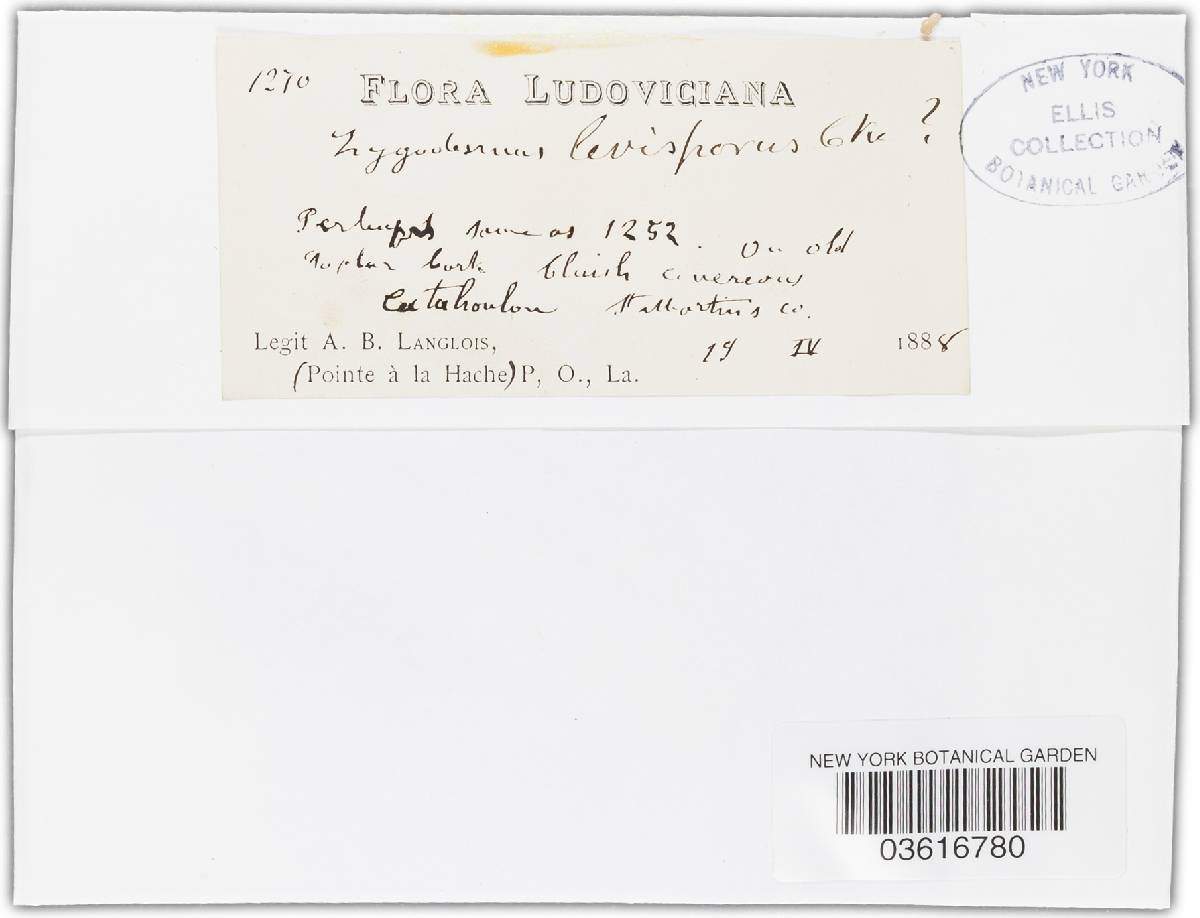 1270 FLORA LUDOVICIANA
Zygodesmus levisporus Cke ?
Perhaps same as 1252. On old
Poplar bark bluish cinereous
Catahoulou St Martin's co.
Legit A. B. LANGLOIS, 19 IV 1888
(Pointe à la Hache) P, O., La.
NEW YORK
ELLIS
COLLECTION
BOTANICAL GARDEN
NEW YORK BOTANICAL GARDEN
03616780